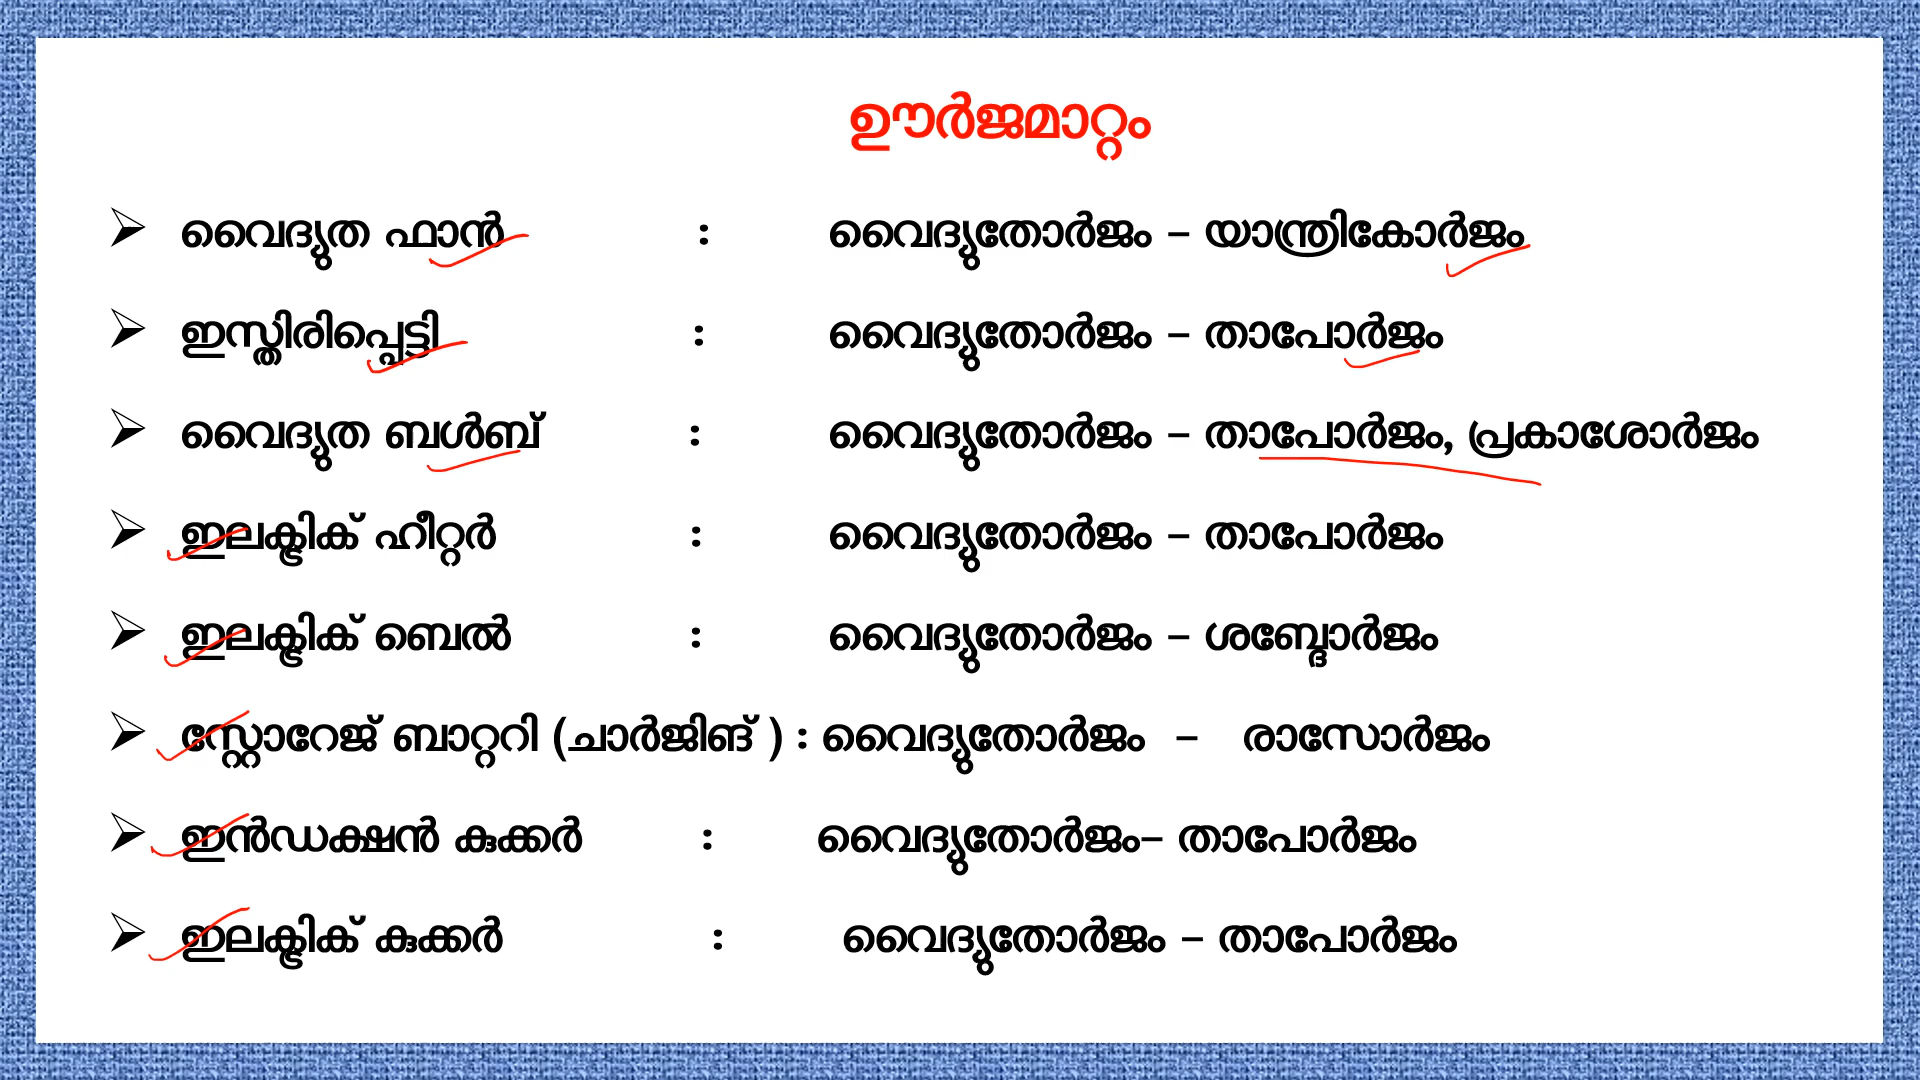 ഊർജമാറ്റം
➢ വൈദ്യുത ഫാൻ : വൈദ്യുതോർജം – യാന്ത്രികോർജം
➢ ഇസ്തിരിപ്പെട്ടി : വൈദ്യുതോർജം – താപോർജം
➢ വൈദ്യുത ബൾബ് : വൈദ്യുതോർജം – താപോർജം, പ്രകാശോർജം
➢ ഇലക്ട്രിക് ഹീറ്റർ : വൈദ്യുതോർജം – താപോർജം
➢ ഇലക്ട്രിക് ബെൽ : വൈദ്യുതോർജം – ശബ്ദോർജം
➢ സ്റ്റോറേജ് ബാറ്ററി (ചാർജിങ് ) : വൈദ്യുതോർജം – രാസോർജം
➢ ഇൻഡക്ഷൻ കുക്കർ : വൈദ്യുതോർജം– താപോർജം
➢ ഇലക്ട്രിക് കുക്കർ : വൈദ്യുതോർജം – താപോർജം